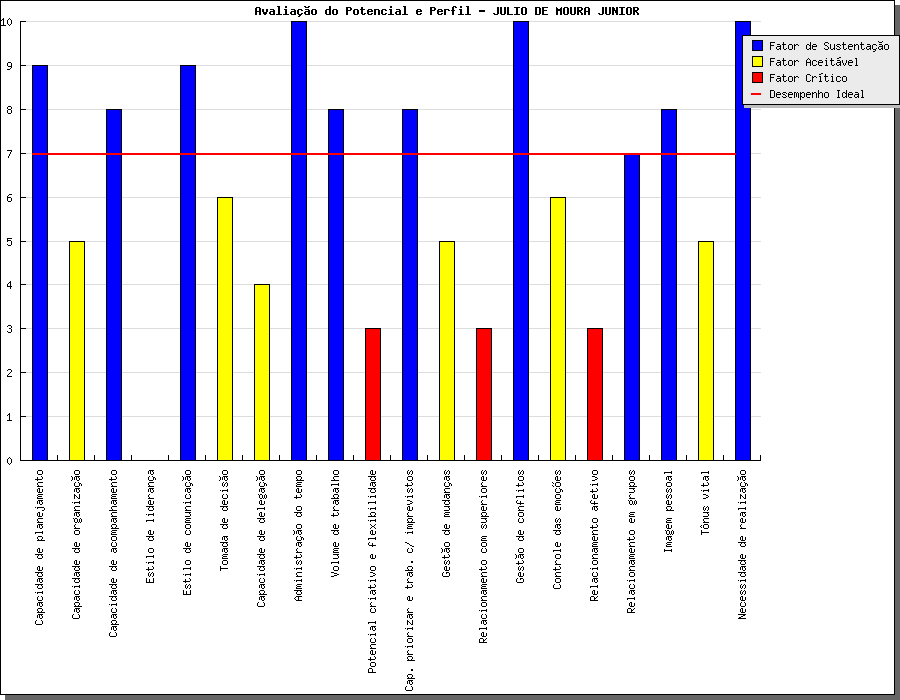 Avaliação do Potencial e Perfil - JULIO DE MOURA JUNIOR
10
9
8
7
6
5
4
3
2
1
0
Fator de Sustentação
Fator Aceitável
Fator Crítico
Desempenho Ideal
Capacidade de planejamento
Capacidade de organização
Capacidade de acompanhamento
Estilo de liderança
Estilo de comunicação
Tomada de decisão
Capacidade de delegação
Administração do tempo
Volume de trabalho
Potencial criativo e flexibilidade
Cap. priorizar e trab. c/ imprevistos
Gestão de mudanças
Relacionamento com superiores
Gestão de conflitos
Controle das emoções
Relacionamento afetivo
Relacionamento em grupos
Imagem pessoal
Tônus vital
Necessidade de realização